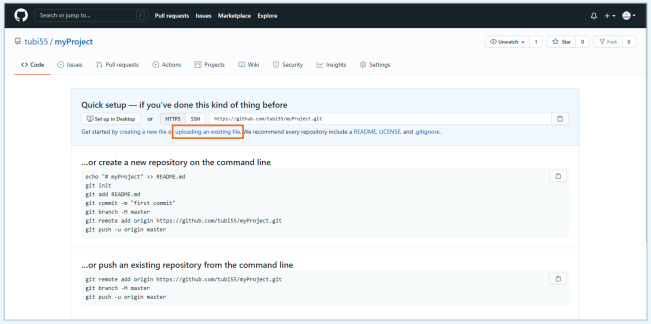 Search or jump to... /
Pull requests Issues Marketplace Explore
tubi55 / myProject
Unwatch 1 Star 0 Fork 0
Code Issues Pull requests Actions Projects Wiki Security Insights Settings
Quick setup — if you've done this kind of thing before
Set up in Desktop or HTTPS SSH https://github.com/tubi55/myProject.git
Get started by creating a new file or uploading an existing file. We recommend every repository include a README, LICENSE, and .gitignore.
...or create a new repository on the command line
echo "# myProject" >> README.md
git init
git add README.md
git commit -m "first commit"
git branch -M master
git remote add origin https://github.com/tubi55/myProject.git
git push -u origin master
...or push an existing repository from the command line
git remote add origin https://github.com/tubi55/myProject.git
git branch -M master
git push -u origin master